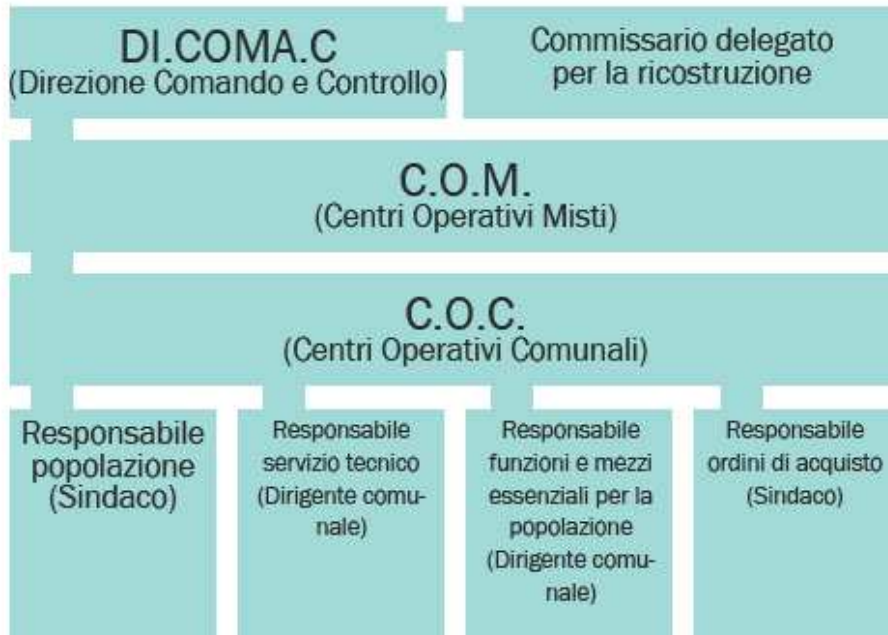 DI.COMA.C
(Direzione Comando e Controllo)
Commissario delegato
per la ricostruzione
C.O.M.
(Centri Operativi Misti)
C.O.C.
(Centri Operativi Comunali)
Responsabile
popolazione
(Sindaco)
Responsabile
servizio tecnico
(Dirigente comu-
nale)
Responsabile
funzioni e mezzi
essenziali per la
popolazione
(Dirigente comu-
nale)
Responsabile
ordini di acquisto
(Sindaco)